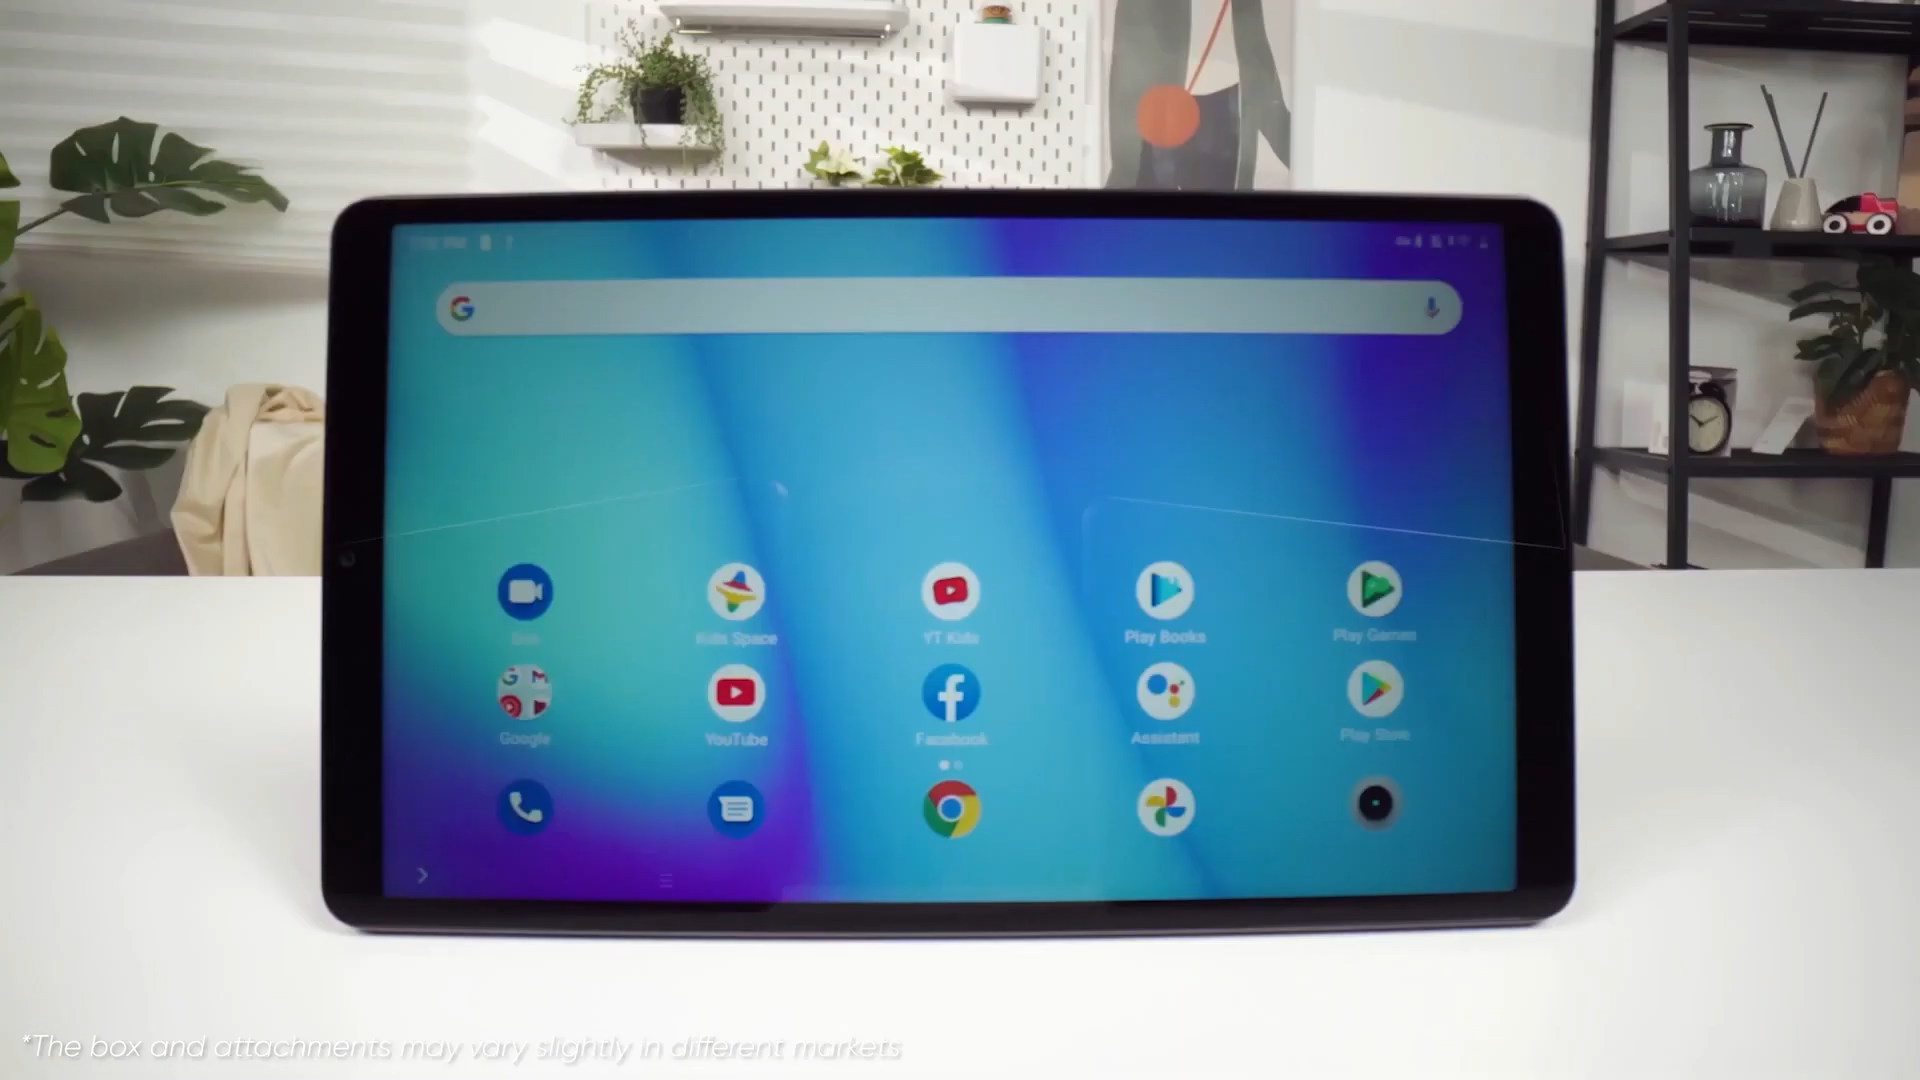 Kids Space
YT Kids
Play Books
Play Games
Google
YouTube
Facebook
Assistant
Play Store
*The box and attachments may vary slightly in different markets